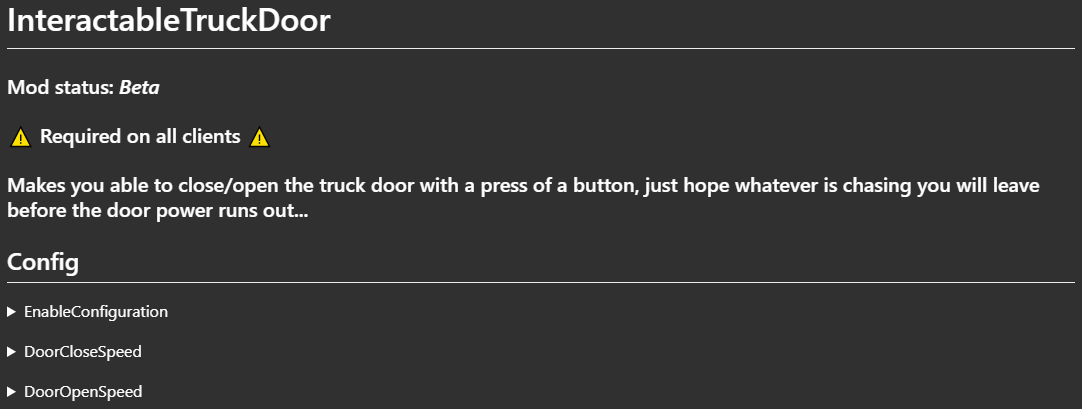 InteractableTruckDoor
Mod status: Beta
⚠ Required on all clients ⚠
Makes you able to close/open the truck door with a press of a button, just hope whatever is chasing you will leave
before the door power runs out...
Config
▶ EnableConfiguration
▶ DoorCloseSpeed
▶ DoorOpenSpeed